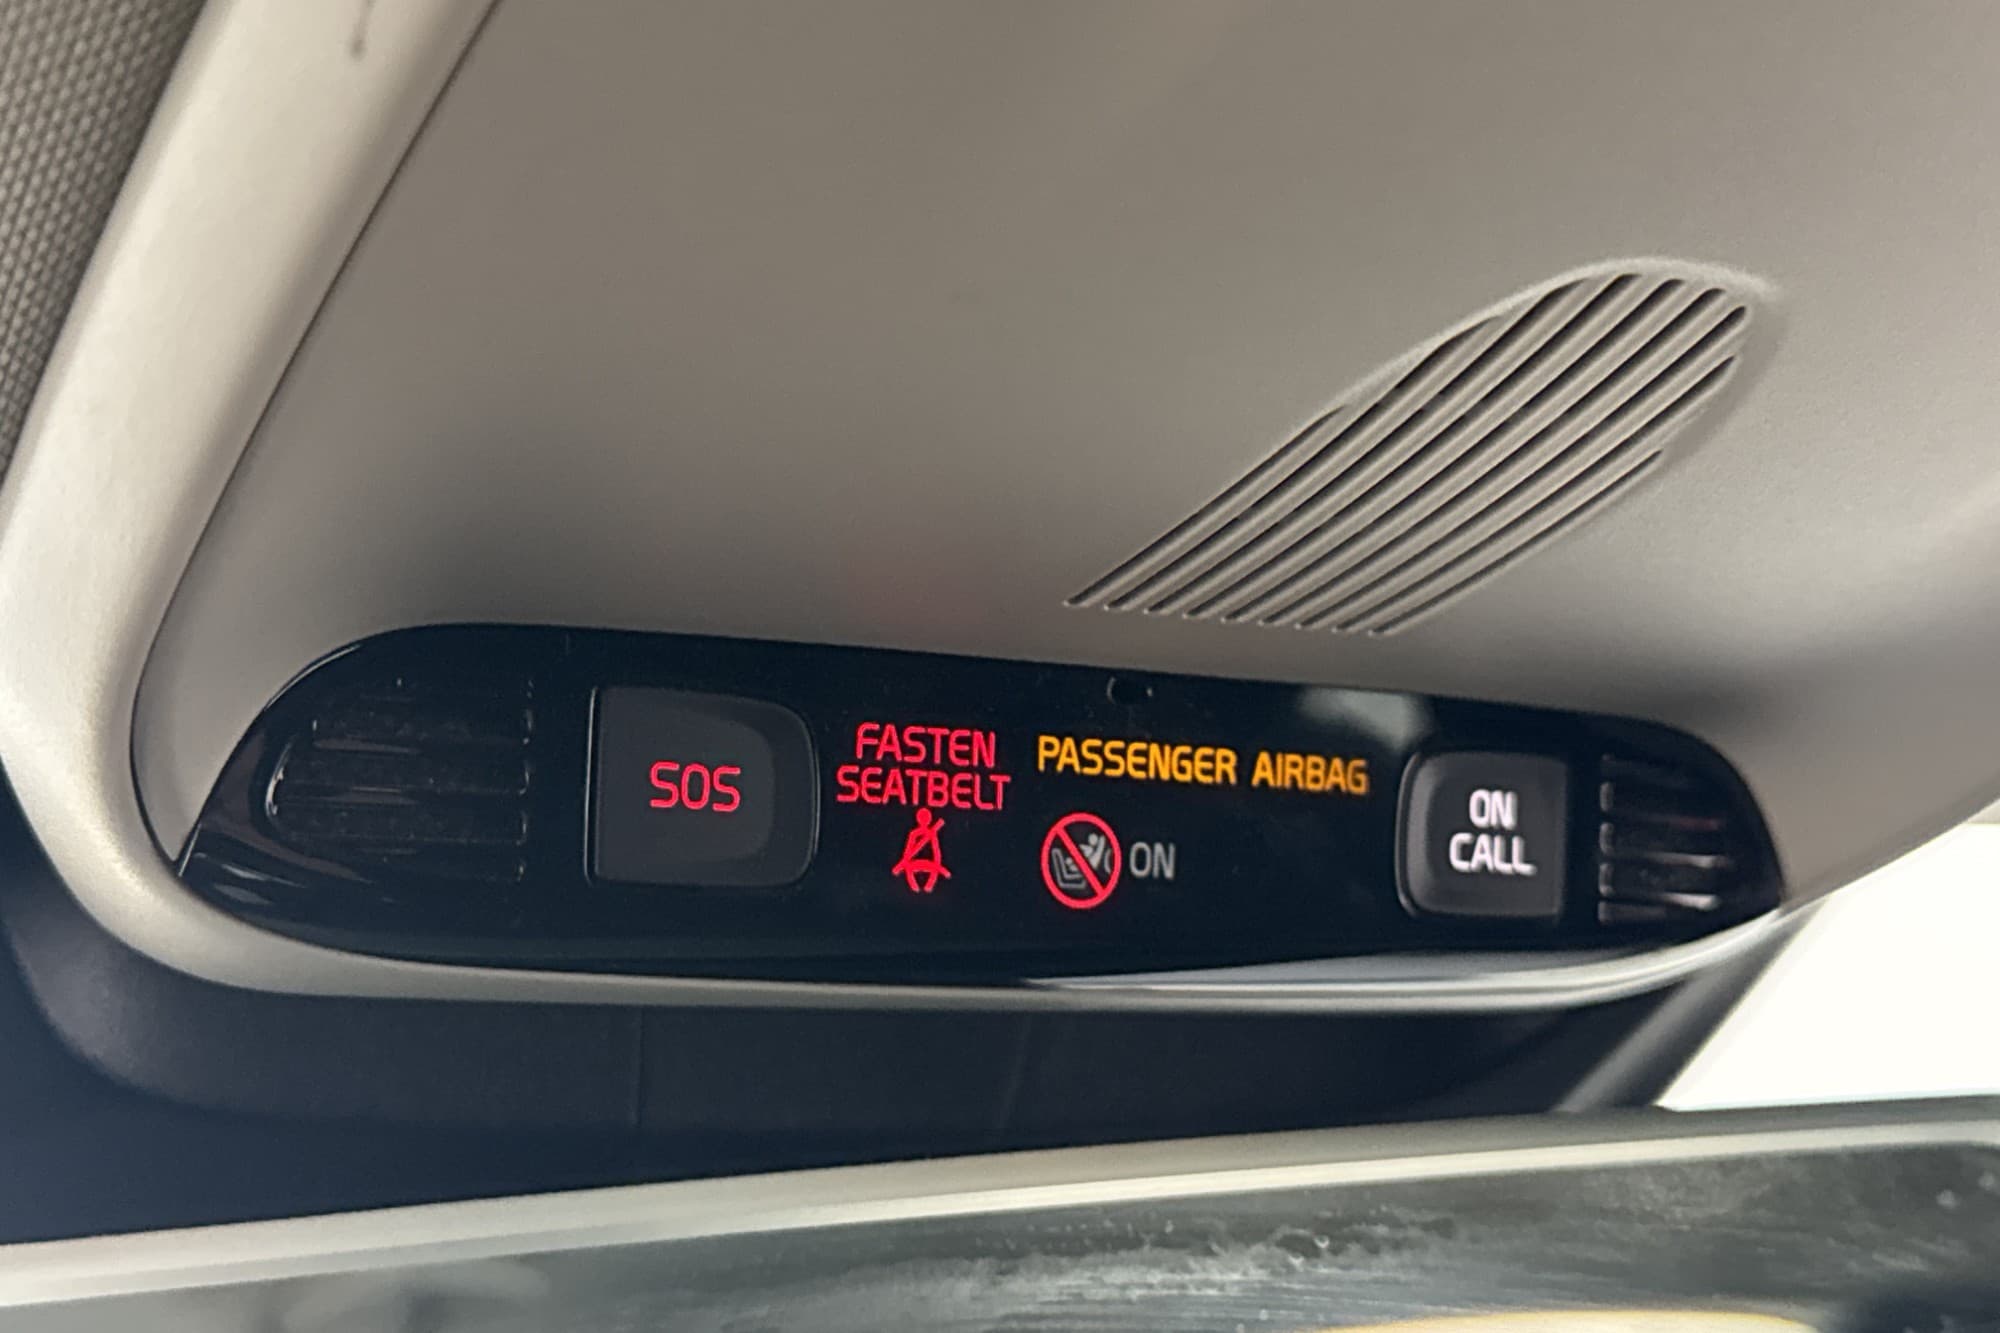 SOS
FASTEN
SEATBELT
PASSENGER AIRBAG
ON
ON
CALL